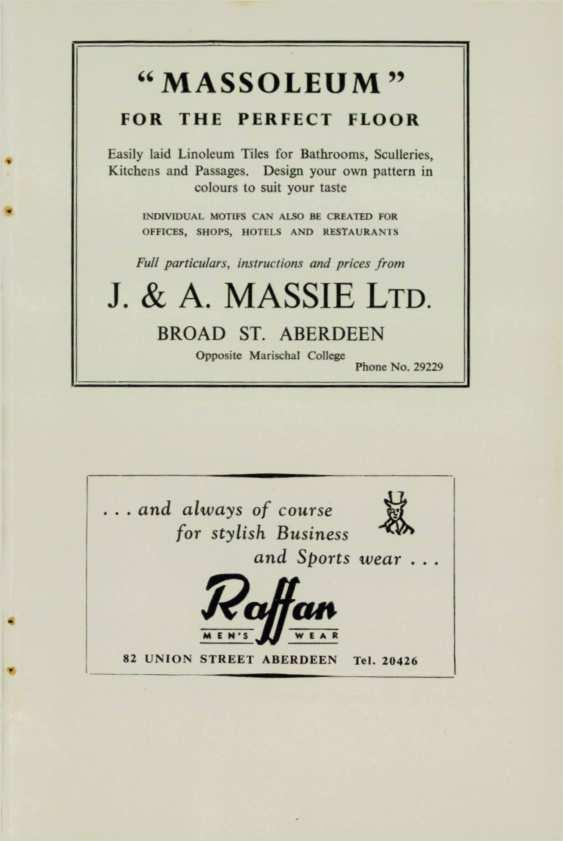 “MASSOLEUM”
FOR THE PERFECT FLOOR
Easily laid Linoleum Tiles for Bathrooms, Sculleries,
Kitchens and Passages. Design your own pattern in
colours to suit your taste
INDIVIDUAL MOTIFS CAN ALSO BE CREATED FOR
OFFICES, SHOPS, HOTELS AND RESTAURANTS
Full particulars, instructions and prices from
J. & A. MASSIE LTD.
BROAD ST. ABERDEEN
Opposite Marischal College
Phone No. 29229
... and always of course
for stylish Business
and Sports wear ...
Raffan
MEN'S WEAR
82 UNION STREET ABERDEEN Tel. 20426